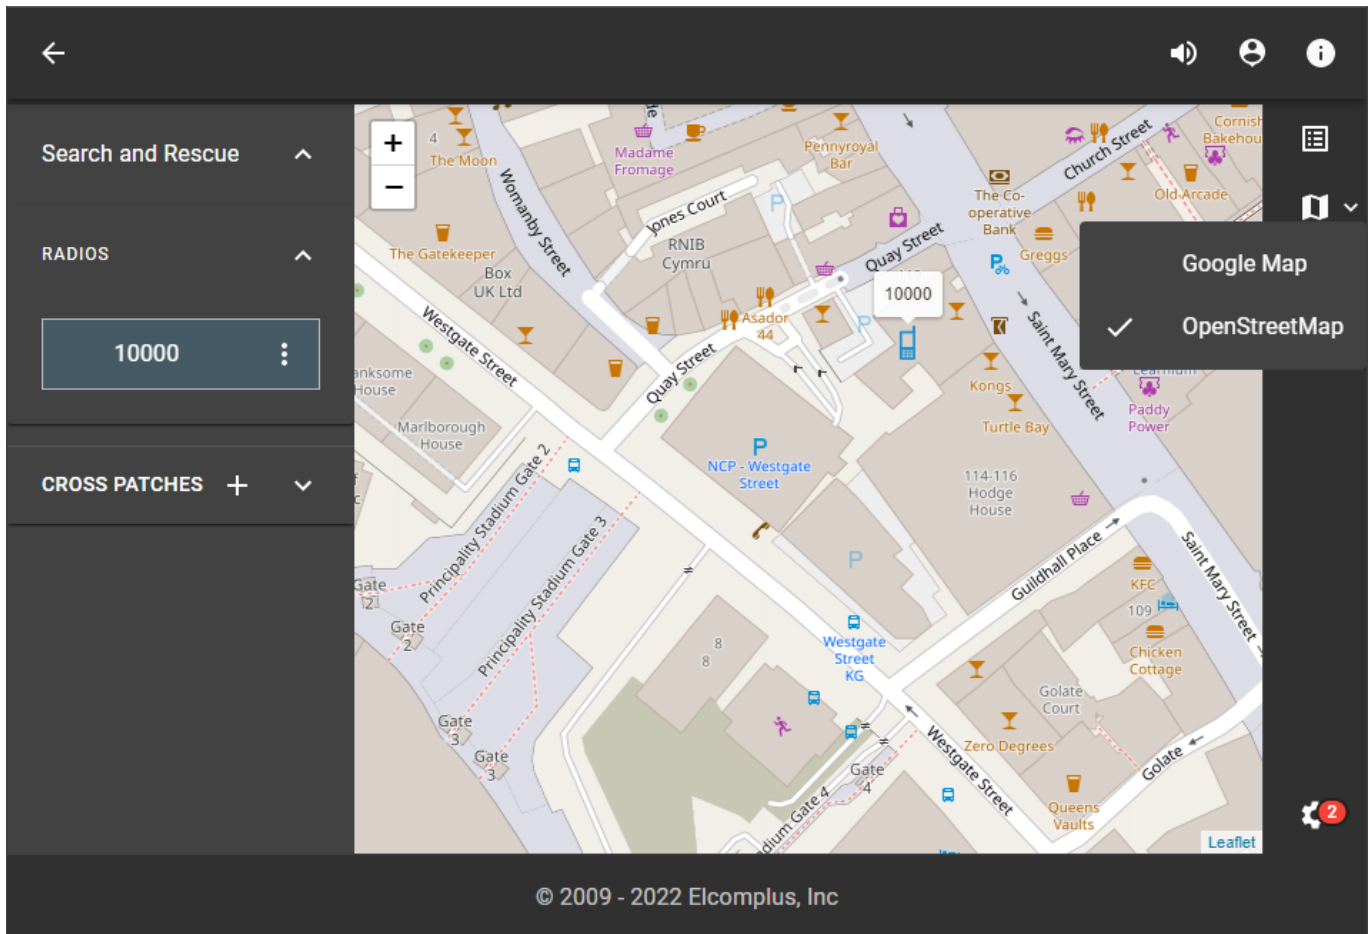 Search and Rescue
RADIOS
10000
CROSS PATCHES +
+
−
4
The Moon
Madame
Fromage
Pennyroyal
Bar
Church Street
Cornish
Bakehou
Old Arcade
The Co-
operative
Bank
Greggs
Womanby Street
Jones Court
P
RNIB
Cymru
Quay Street
The Gatekeeper
Box
UK Ltd
10000
Google Map
OpenStreetMap
Asador
44
P
Westgate Street
Quay Street
Saint Mary Street
anksome
House
Kongs
Turtle Bay
Paddy
Power
Marlborough
House
P
NCP - Westgate
Street
114-116
Hodge
House
Principality Stadium Gate 2
Principality Stadium Gate 3
P
Guildhall Place
Saint Mary Street
KFC
109
Gate
2
Gate
2
8
8
Westgate
Street
KG
Chicken
Cottage
Golate
Court
Gate
3
Gate
3
Zero Degrees
Westgate Street
Golate
Gate
4
dium Gate 4
Queens
Vaults
2
Leaflet
© 2009 - 2022 Elcomplus, Inc